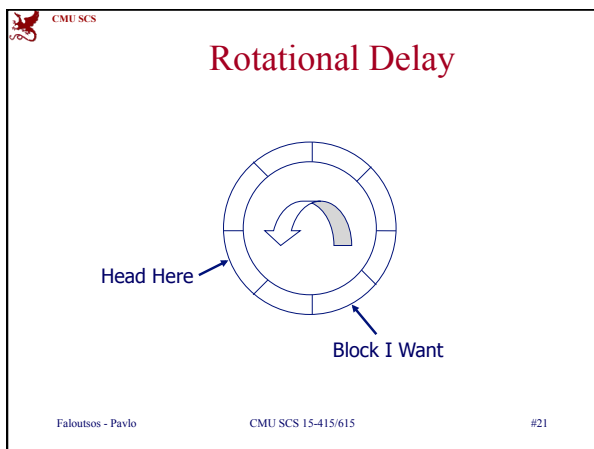 CMU SCS
Rotational Delay
Head Here
Block I Want
Faloutsos - Pavlo
CMU SCS 15-415/615
#21